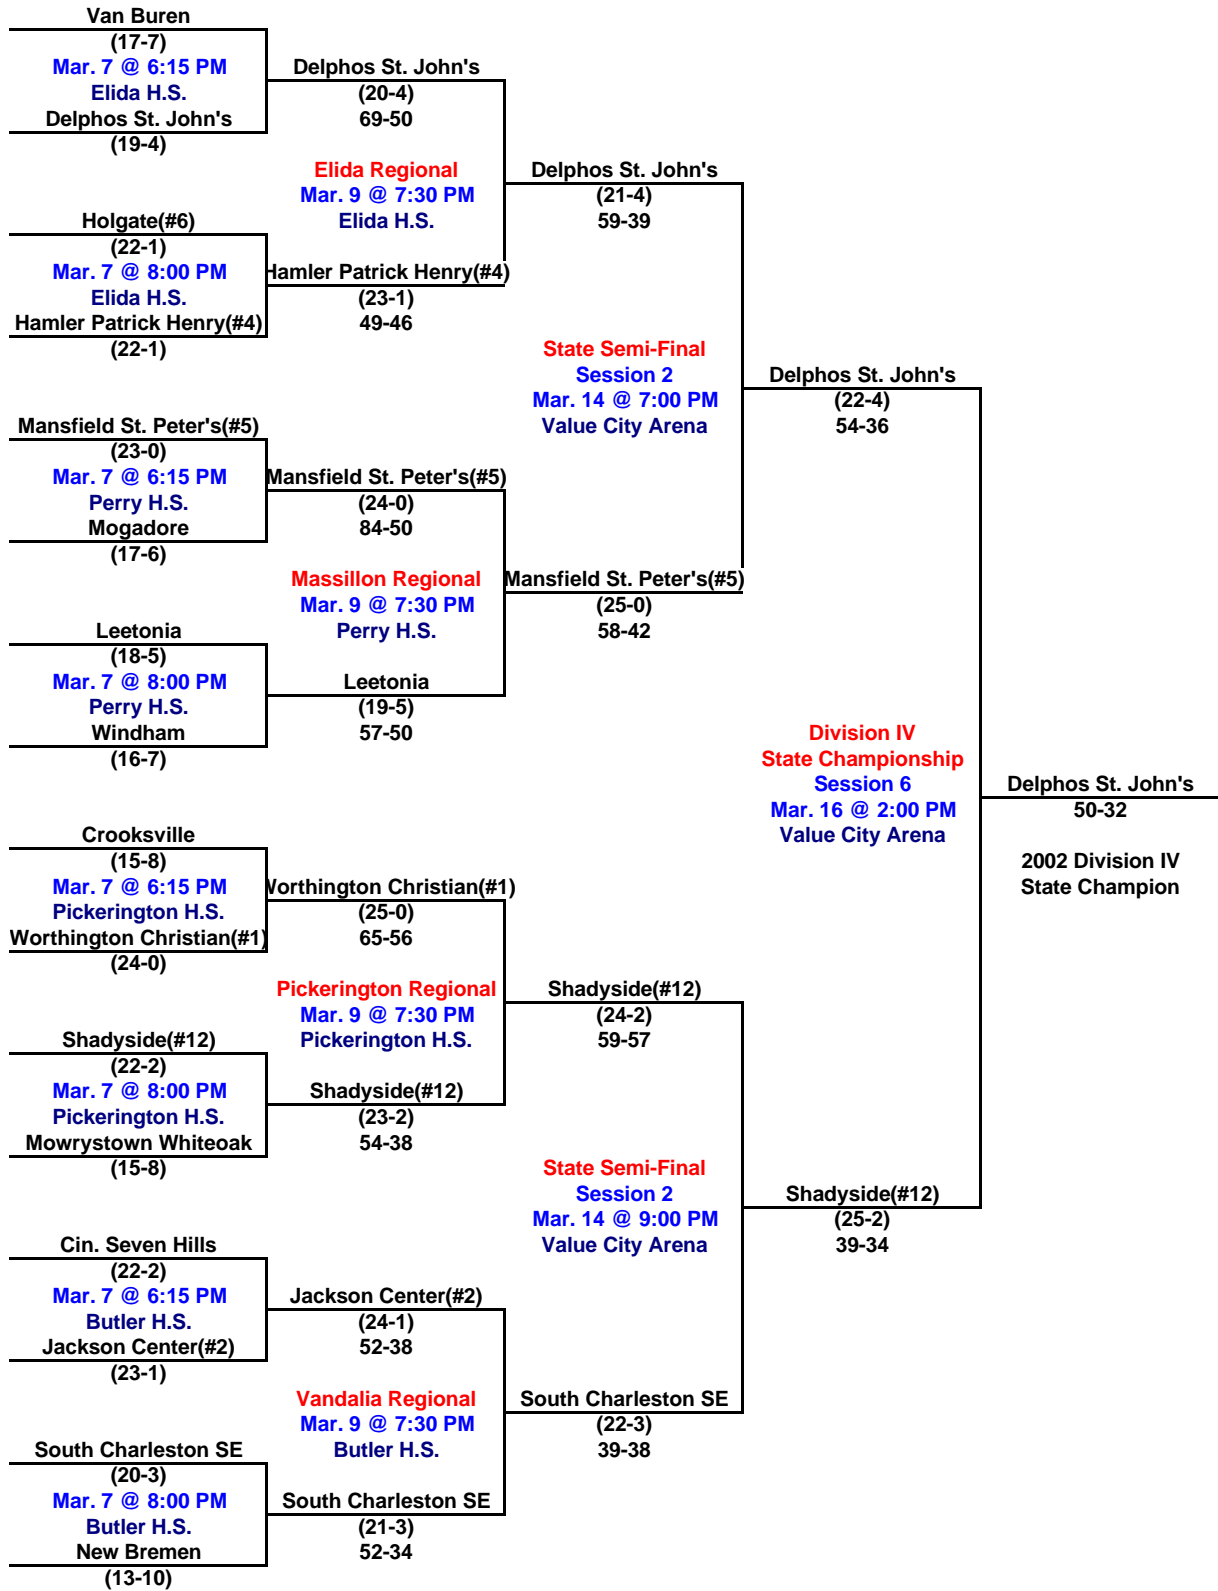 Van Buren
(17-7)
Mar. 7 @ 6:15 PM
Elida H.S.
Delphos St. John's
(19-4)
Holgate(#6)
(22-1)
Mar. 7 @ 8:00 PM
Elida H.S.
Hamler Patrick Henry(#4)
(22-1)
Mansfield St. Peter's(#5)
(23-0)
Mar. 7 @ 6:15 PM
Perry H.S.
Mogadore
(17-6)
Leetonia
(18-5)
Mar. 7 @ 8:00 PM
Perry H.S.
Windham
(16-7)
Crooksville
(15-8)
Mar. 7 @ 6:15 PM
Pickerington H.S.
Worthington Christian(#1)
(24-0)
Shadyside(#12)
(22-2)
Mar. 7 @ 8:00 PM
Pickerington H.S.
Mowrystown Whiteoak
(15-8)
Cin. Seven Hills
(22-2)
Mar. 7 @ 6:15 PM
Butler H.S.
Jackson Center(#2)
(23-1)
South Charleston SE
(20-3)
Mar. 7 @ 8:00 PM
Butler H.S.
New Bremen
(13-10)
Delphos St. John's
(20-4)
69-50
Elida Regional
Mar. 9 @ 7:30 PM
Elida H.S.
Hamler Patrick Henry(#4)
(23-1)
49-46
Mansfield St. Peter's(#5)
(24-0)
84-50
Massillon Regional
Mar. 9 @ 7:30 PM
Perry H.S.
Leetonia
(19-5)
57-50
Worthington Christian(#1)
(25-0)
65-56
Pickerington Regional
Mar. 9 @ 7:30 PM
Pickerington H.S.
Shadyside(#12)
(23-2)
54-38
Jackson Center(#2)
(24-1)
52-38
Vandalia Regional
Mar. 9 @ 7:30 PM
Butler H.S.
South Charleston SE
(21-3)
52-34
Delphos St. John's
(21-4)
59-39
State Semi-Final
Session 2
Mar. 14 @ 7:00 PM
Value City Arena
Mansfield St. Peter's(#5)
(25-0)
58-42
Shadyside(#12)
(24-2)
59-57
State Semi-Final
Session 2
Mar. 14 @ 9:00 PM
Value City Arena
South Charleston SE
(22-3)
39-38
Delphos St. John's
(22-4)
54-36
Division IV
State Championship
Session 6
Mar. 16 @ 2:00 PM
Value City Arena
Shadyside(#12)
(25-2)
39-34
Delphos St. John's
50-32
2002 Division IV
State Champion